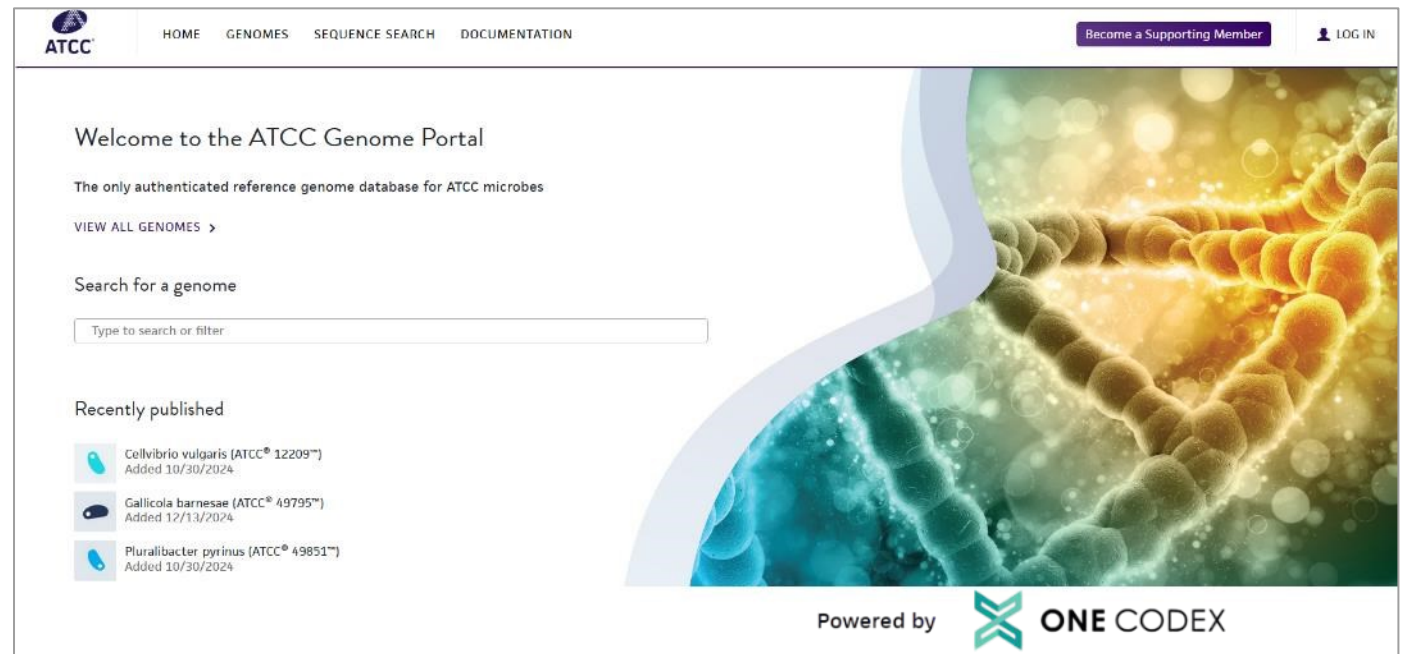 ATCC
HOME GENOMES SEQUENCE SEARCH DOCUMENTATION
Become a Supporting Member
LOG IN
Welcome to the ATCC Genome Portal
The only authenticated reference genome database for ATCC microbes
VIEW ALL GENOMES >
Search for a genome
Type to search or filter
Recently published
Cellvibrio vulgaris (ATCC® 12209™)
Added 10/30/2024
Gallicola barnesae (ATCC® 49795™)
Added 12/13/2024
Pluralibacter pyrinus (ATCC® 49851™)
Added 10/30/2024
Powered by ONE CODEX